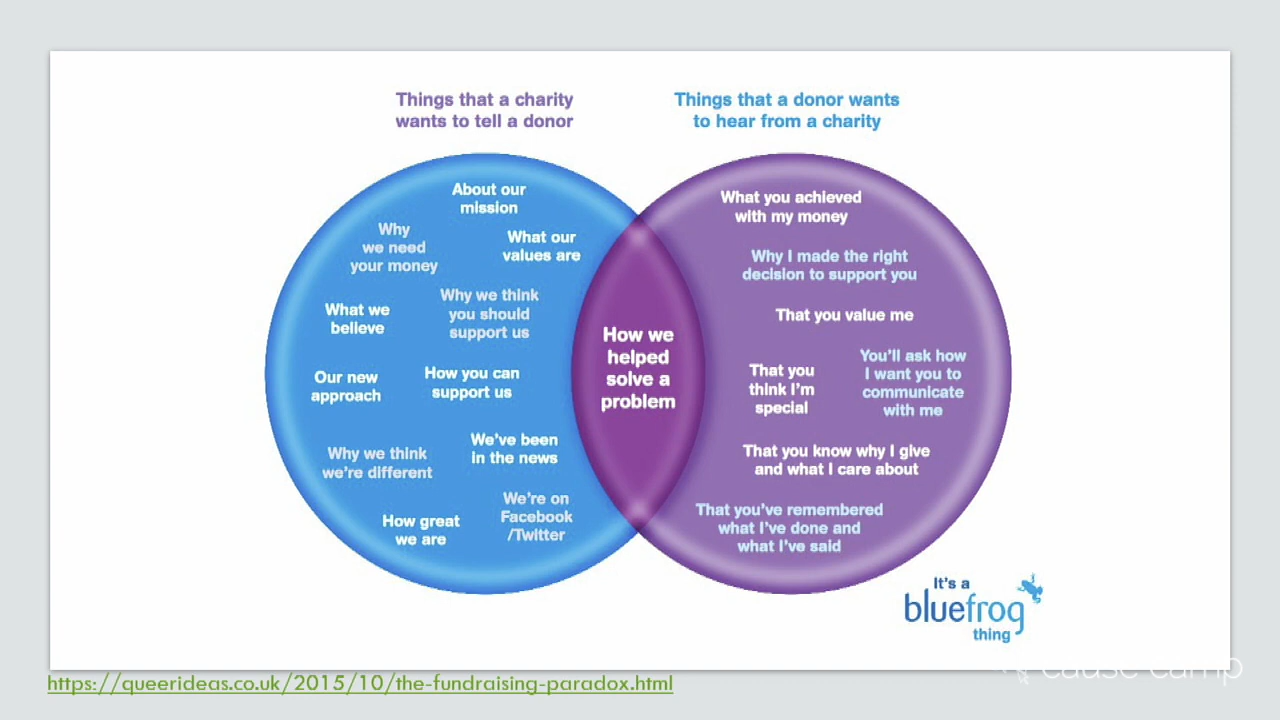 Things that a charity
wants to tell a donor
Things that a donor wants
to hear from a charity
About our
mission
Why
we need
your money
What our
values are
What we
believe
Why we think
you should
support us
Our new
approach
How you can
support us
Why we think
we're different
We've been
in the news
How great
we are
We're on
Facebook
/Twitter
How we
helped
solve a
problem
What you achieved
with my money
Why I made the right
decision to support you
That you value me
That you
think I'm
special
You'll ask how
I want you to
communicate
with me
That you know why I give
and what I care about
That you've remembered
what I've done and
what I've said
It's a
bluefrog
thing
cause camp
https://queerideas.co.uk/2015/10/the-fundraising-paradox.html